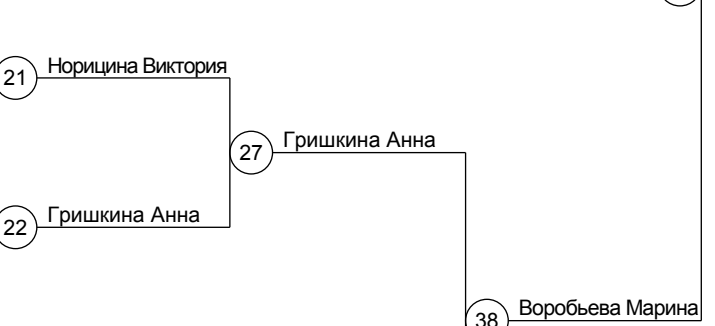 21 Норицина Виктория
27 Гришкина Анна
22 Гришкина Анна
38 Воробьева Марина